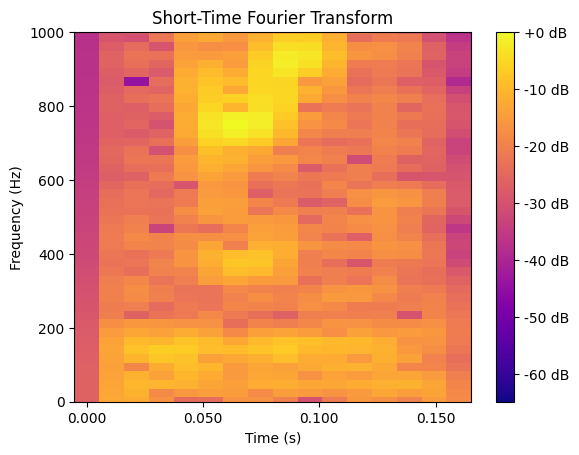 Short-Time Fourier Transform
1000
800
600
400
200
0
Frequency (Hz)
0.000
0.050
0.100
0.150
Time (s)
+0 dB
-10 dB
-20 dB
-30 dB
-40 dB
-50 dB
-60 dB